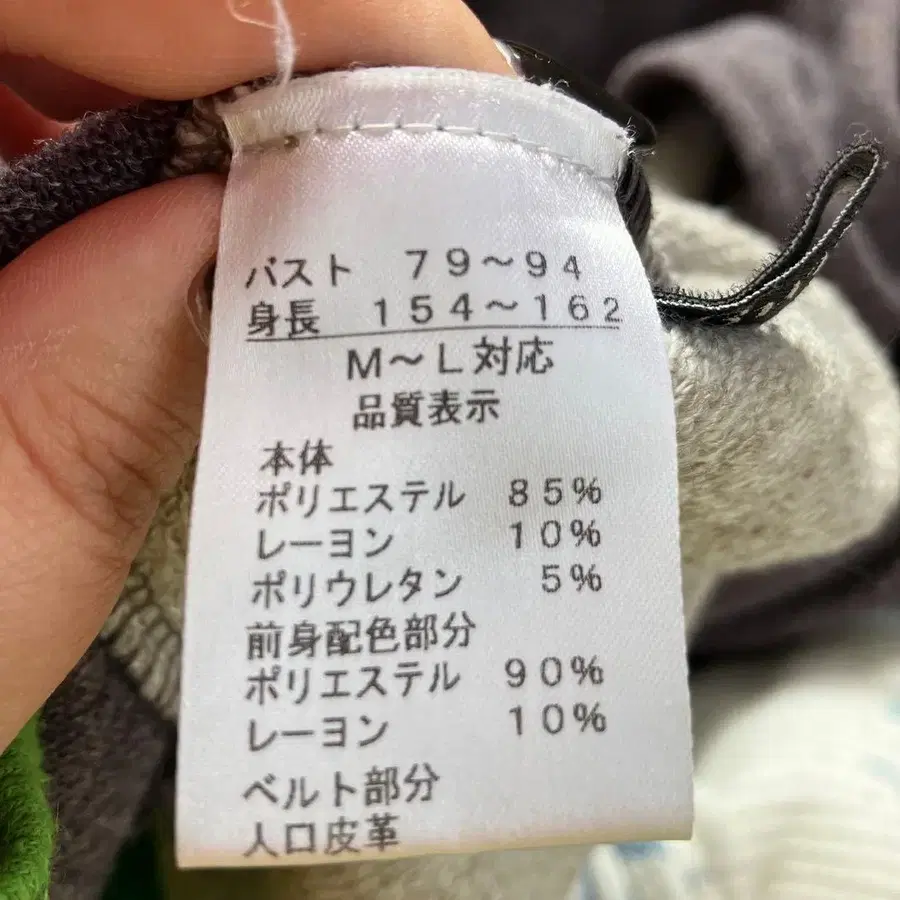 バスト 79～94
身長 154～162
M～L対応
品質表示
本体
ポリエステル 85%
レーヨン 10%
ポリウレタン 5%
前身配色部分
ポリエステル 90%
レーヨン 10%
ベルト部分
人口皮革